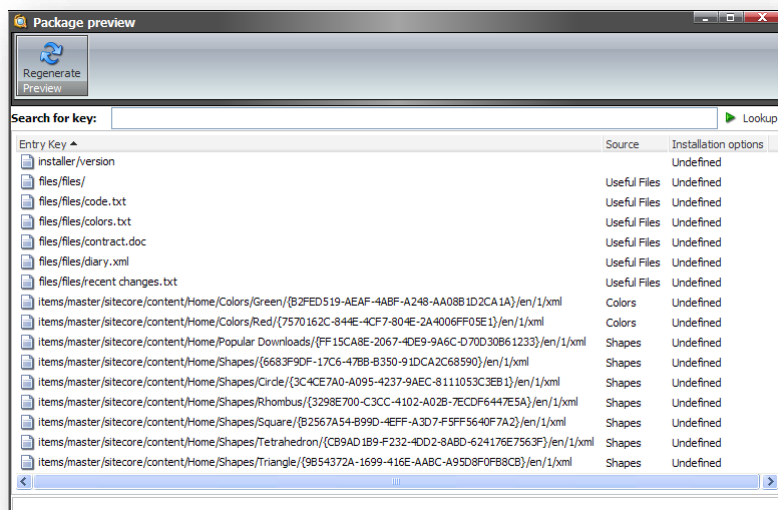 Package preview
Regenerate
Preview
Search for key: Lookup
Entry Key Source Installation options
installer/version Undefined
files/files/ Useful Files Undefined
files/files/code.txt Useful Files Undefined
files/files/colors.txt Useful Files Undefined
files/files/contract.doc Useful Files Undefined
files/files/diary.xml Useful Files Undefined
files/files/recent changes.txt Useful Files Undefined
items/master/sitecore/content/Home/Colors/Green/{B2FED519-AEAF-4ABF-A248-AA08B1D2CA1A}/en/1/xml Colors Undefined
items/master/sitecore/content/Home/Colors/Red/{7570162C-844E-4CF7-804E-2A4006FF05E1}/en/1/xml Colors Undefined
items/master/sitecore/content/Home/Popular Downloads/{FF15CA8E-2067-4DE9-9A6C-D70D30B61233}/en/1/xml Shapes Undefined
items/master/sitecore/content/Home/Shapes/{6683F9DF-17C6-47BB-B350-91DCA2C68590}/en/1/xml Shapes Undefined
items/master/sitecore/content/Home/Shapes/Circle/{3C4CE7A0-A095-4237-9AEC-8111053C3EB1}/en/1/xml Shapes Undefined
items/master/sitecore/content/Home/Shapes/Rhombus/{3298E700-C3CC-4102-A02B-7ECDF6447E5A}/en/1/xml Shapes Undefined
items/master/sitecore/content/Home/Shapes/Square/{B2567A54-B99D-4EFF-A3D7-F5FF5640F7A2}/en/1/xml Shapes Undefined
items/master/sitecore/content/Home/Shapes/Tetrahedron/{CB9AD1B9-F232-4DD2-8ABD-624176E7563F}/en/1/xml Shapes Undefined
items/master/sitecore/content/Home/Shapes/Triangle/{9B54372A-1699-416E-AABC-A95D8F0FB8CB}/en/1/xml Shapes Undefined